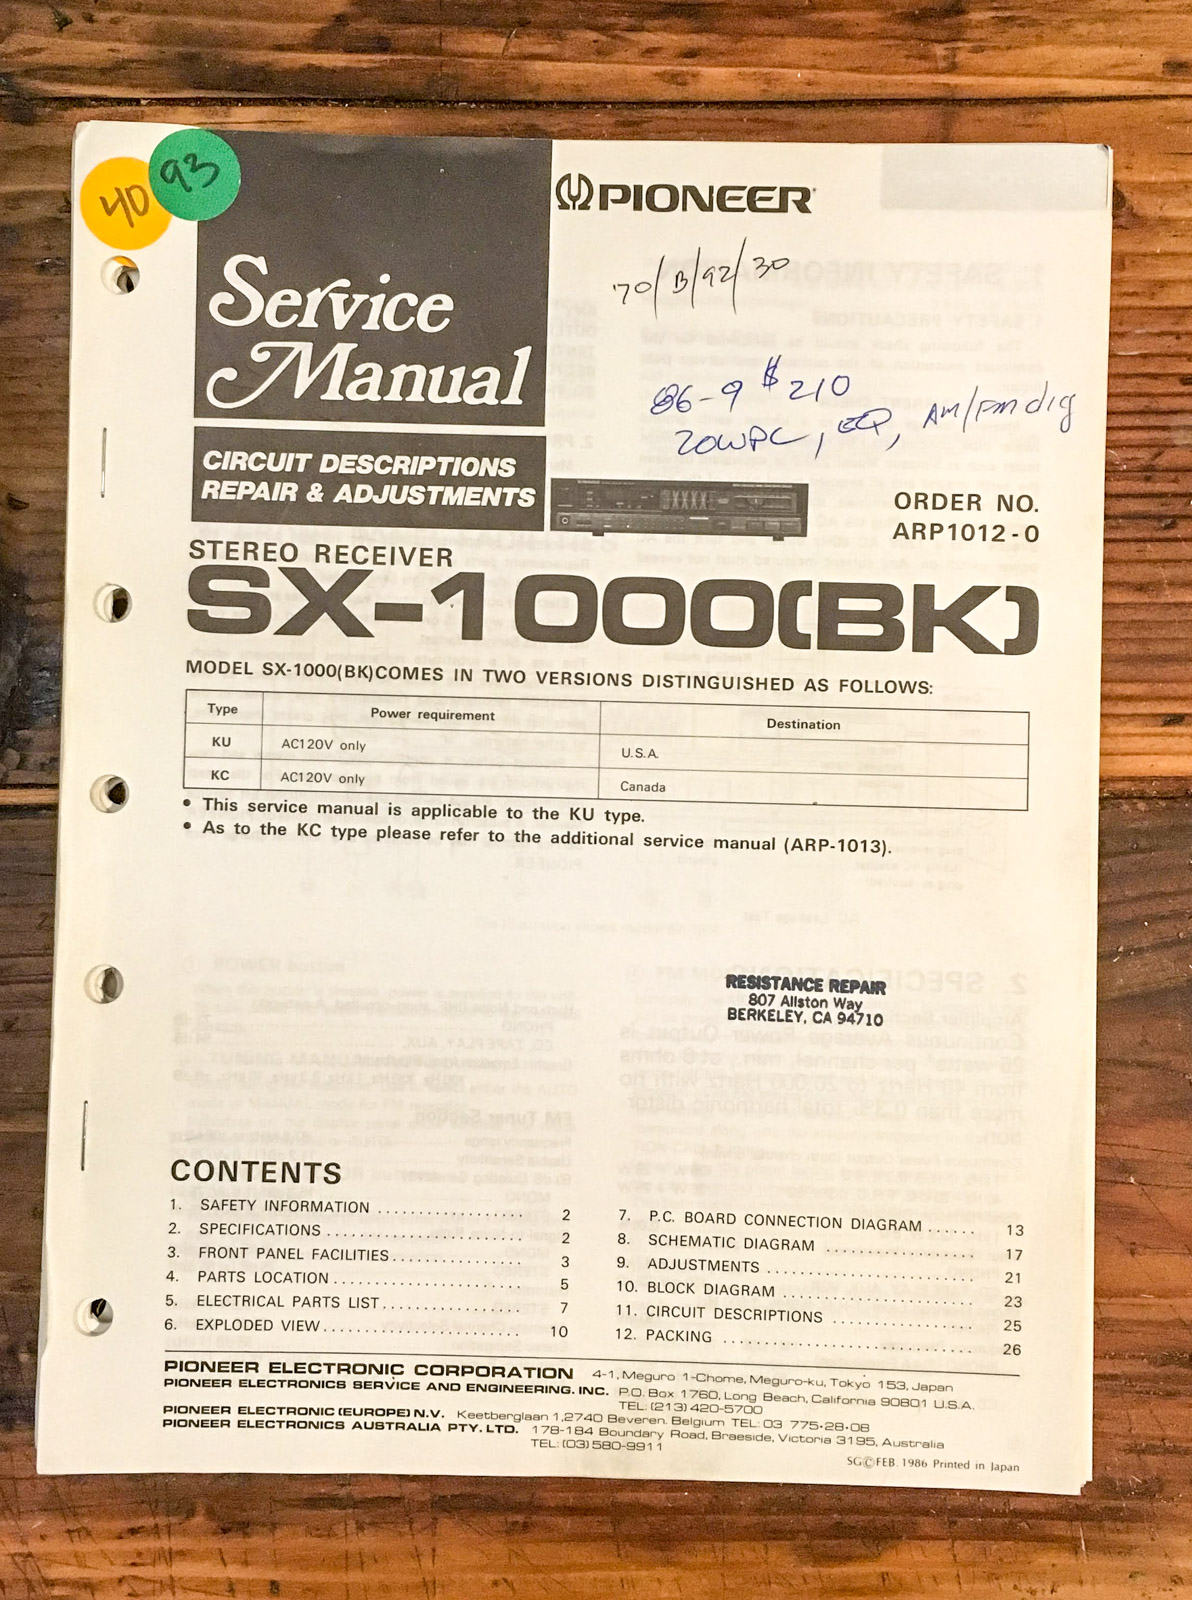 40
93
PIONEER
Service
Manual
'70/B/92/30
86-9 $210
20WPC, EQ, AM/FM dig
CIRCUIT DESCRIPTIONS
REPAIR & ADJUSTMENTS
ORDER NO.
ARP1012-0
STEREO RECEIVER
SX-1000(BK)
MODEL SX-1000(BK)COMES IN TWO VERSIONS DISTINGUISHED AS FOLLOWS:
Type Power requirement Destination
KU AC120V only U.S.A.
KC AC120V only Canada
• This service manual is applicable to the KU type.
• As to the KC type please refer to the additional service manual (ARP-1013).
RESISTANCE REPAIR
807 Allston Way
BERKELEY, CA 94710
CONTENTS
1. SAFETY INFORMATION ................ 2
2. SPECIFICATIONS ..................... 2
3. FRONT PANEL FACILITIES .............. 3
4. PARTS LOCATION .................... 5
5. ELECTRICAL PARTS LIST ............... 7
6. EXPLODED VIEW ..................... 10
7. P.C. BOARD CONNECTION DIAGRAM ...... 13
8. SCHEMATIC DIAGRAM ................ 17
9. ADJUSTMENTS ...................... 21
10. BLOCK DIAGRAM .................... 23
11. CIRCUIT DESCRIPTIONS ............... 25
12. PACKING .......................... 26
PIONEER ELECTRONIC CORPORATION 4-1, Meguro 1-Chome, Meguro-ku, Tokyo 153, Japan
PIONEER ELECTRONICS SERVICE AND ENGINEERING. INC. P.O. Box 1760, Long Beach, California 90801 U.S.A.
TEL: (213) 420-5700
PIONEER ELECTRONIC (EUROPE) N.V. Keetberglaan 1, 2740 Beveren. Belgium TEL: 03 775·28·08
PIONEER ELECTRONICS AUSTRALIA PTY. LTD. 178-184 Boundary Road, Braeside, Victoria 3195, Australia
TEL: (03) 580-9911
SG © FEB. 1986 Printed in Japan